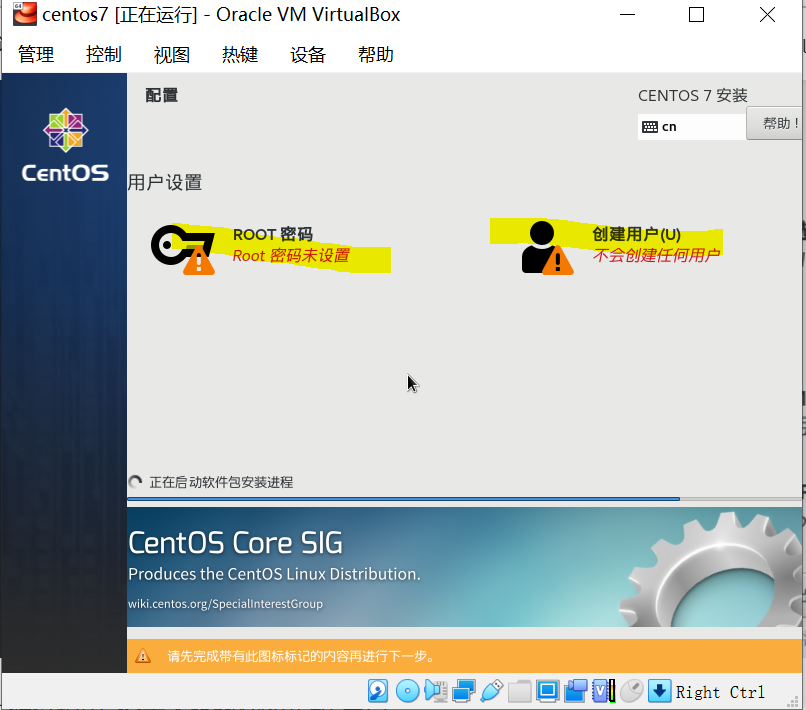 centos7 [正在运行] - Oracle VM VirtualBox
管理 控制 视图 热键 设备 帮助
CentOS
配置
CENTOS 7 安装
cn
帮助！
用户设置
ROOT 密码
Root 密码未设置
创建用户(U)
不会创建任何用户
正在启动软件包安装进程
CentOS Core SIG
Produces the CentOS Linux Distribution.
wiki.centos.org/SpecialInterestGroup
请先完成带有此图标标记的内容再进行下一步。
Right Ctrl